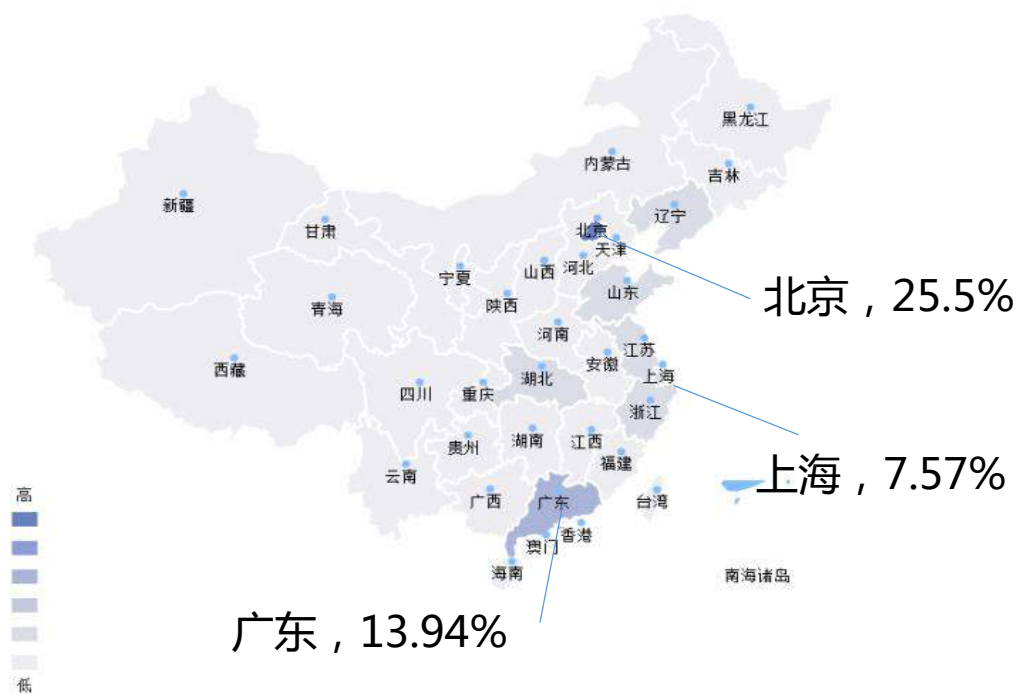 黑龙江
内蒙古
吉林
新疆
辽宁
甘肃
北京
天津
宁夏
山西
河北
青海
陕西
山东
北京，25.5%
河南
江苏
西藏
安徽
湖北
上海
四川
重庆
浙江
贵州
湖南
江西
福建
云南
上海，7.57%
广西
广东
台湾
高
香港
澳门
海南
南海诸岛
广东，13.94%
低